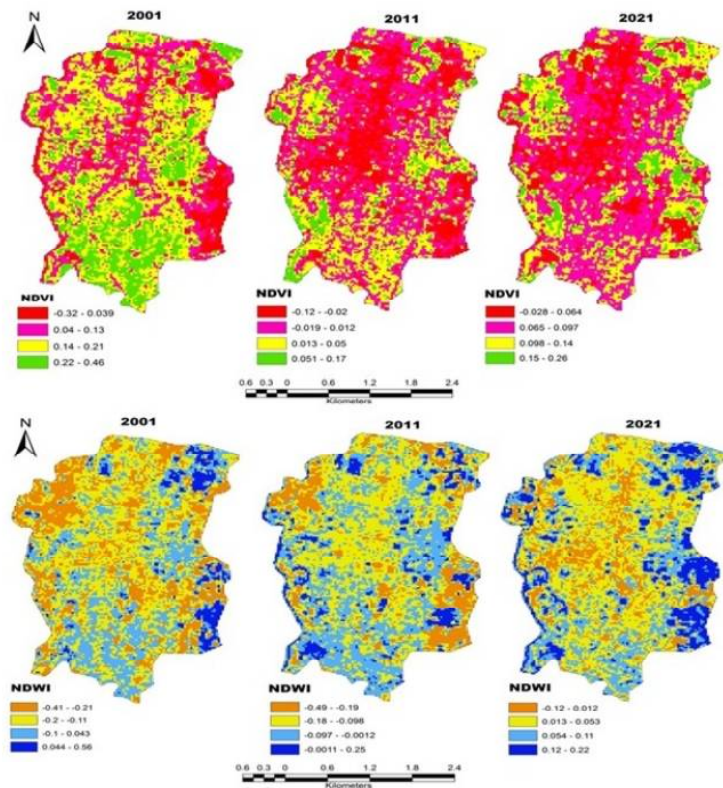 2001 2011 2021
N
NDVI
-0.32 - 0.039
0.04 - 0.13
0.14 - 0.21
0.22 - 0.46
NDVI
-0.12 - -0.02
-0.019 - 0.012
0.013 - 0.05
0.051 - 0.17
NDVI
-0.028 - 0.064
0.065 - 0.097
0.098 - 0.14
0.15 - 0.26
0.6 0.3 0 0.6 1.2 1.8 2.4
Kilometers
2001 2011 2021
N
NDWI
-0.41 - -0.21
-0.2 - -0.11
-0.1 - 0.043
0.044 - 0.56
NDWI
-0.49 - -0.19
-0.18 - -0.098
-0.097 - -0.0012
-0.0011 - 0.25
NDWI
-0.12 - 0.012
0.013 - 0.053
0.054 - 0.11
0.12 - 0.22
0.6 0.3 0 0.6 1.2 1.8 2.4
Kilometers